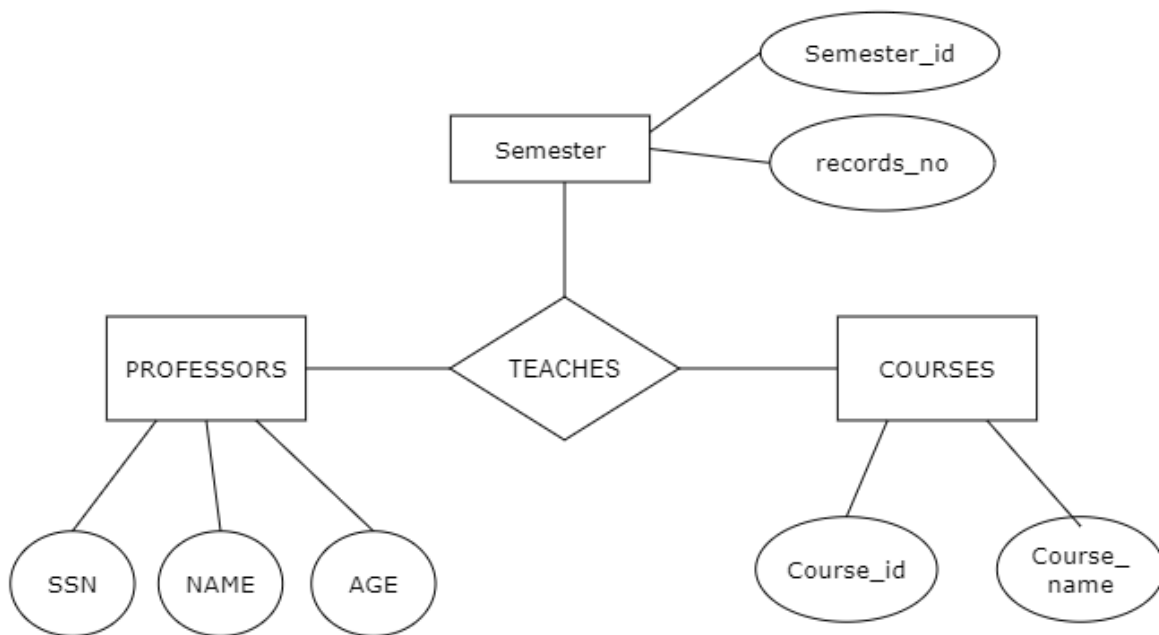 Semester_id
Semester
records_no
PROFESSORS
TEACHES
COURSES
SSN
NAME
AGE
Course_id
Course_
name